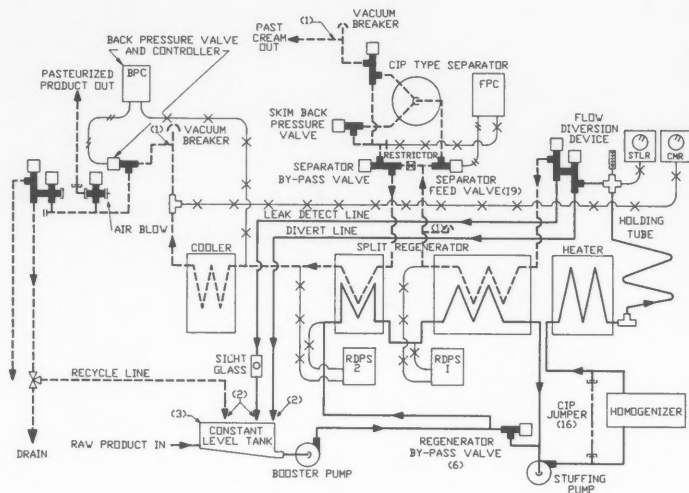 (1)
VACUUM
BREAKER
PAST
CREAM
OUT
BACK PRESSURE VALVE
AND CONTROLLER
BPC
PASTEURIZED
PRODUCT OUT
(1)
VACUUM
BREAKER
CIP TYPE SEPARATOR
FPC
SKIM BACK
PRESSURE
VALVE
RESTRICTOR
SEPARATOR
BY-PASS VALVE
SEPARATOR
FEED VALVE(19)
FLOW
DIVERSION
DEVICE
STLR
CMR
AIR BLOW
LEAK DETECT LINE
DIVERT LINE
(1)
HOLDING
TUBE
COOLER
SPLIT REGENERATOR
HEATER
SIGHT
GLASS
RDPS
2
RDPS
1
RECYCLE LINE
(2)
(2)
(3)
CONSTANT
LEVEL TANK
DRAIN
RAW PRODUCT IN
BOOSTER PUMP
REGENERATOR
BY-PASS VALVE
(6)
CIP
JUMPER
(16)
HOMOGENIZER
STUFFING
PUMP